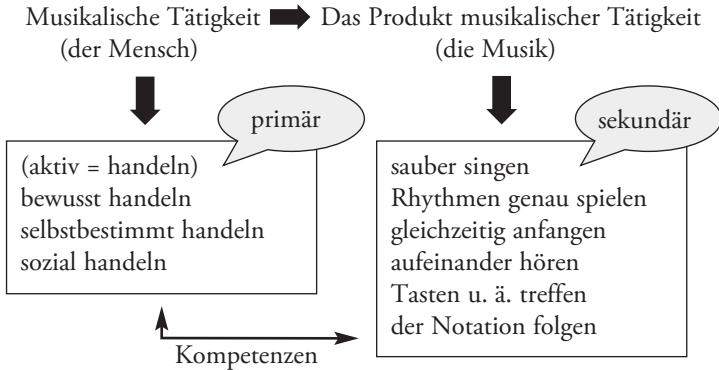 Musikalische Tätigkeit Das Produkt musikalischer Tätigkeit
(der Mensch) (die Musik)
primär
(aktiv = handeln)
bewusst handeln
selbstbestimmt handeln
sozial handeln
sekundär
sauber singen
Rhythmen genau spielen
gleichzeitig anfangen
aufeinander hören
Tasten u. ä. treffen
der Notation folgen
Kompetenzen